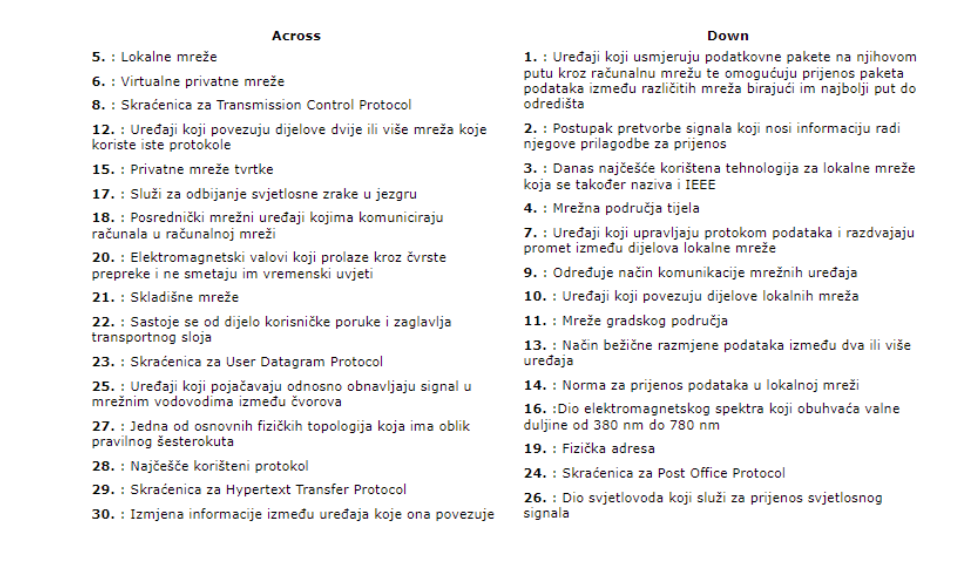 Across
5. : Lokalne mreže
6. : Virtualne privatne mreže
8. : Skraćenica za Transmission Control Protocol
12. : Uređaji koji povezuju dijelove dvije ili više mreža koje
koriste iste protokole
15. : Privatne mreže tvrtke
17. : Služi za odbijanje svjetlosne zrake u jezgru
18. : Posrednički mrežni uređaji kojima komuniciraju
računala u računalnoj mreži
20. : Elektromagnetski valovi koji prolaze kroz čvrste
prepreke i ne smetaju im vremenski uvjeti
21. : Skladišne mreže
22. : Sastoje se od dijelo korisničke poruke i zaglavlja
transportnog sloja
23. : Skraćenica za User Datagram Protocol
25. : Uređaji koji pojačavaju odnosno obnavljaju signal u
mrežnim vodovodima između čvorova
27. : Jedna od osnovnih fizičkih topologija koja ima oblik
pravilnog šesterokuta
28. : Najčešče korišteni protokol
29. : Skraćenica za Hypertext Transfer Protocol
30. : Izmjena informacije između uređaja koje ona povezuje
Down
1. : Uređaji koji usmjeruju podatkovne pakete na njihovom
putu kroz računalnu mrežu te omogućuju prijenos paketa
podataka između različitih mreža birajući im najbolji put do
odredišta
2. : Postupak pretvorbe signala koji nosi informaciju radi
njegove prilagodbe za prijenos
3. : Danas najčešće korištena tehnologija za lokalne mreže
koja se također naziva i IEEE
4. : Mrežna područja tijela
7. : Uređaji koji upravljaju protokom podataka i razdvajaju
promet između dijelova lokalne mreže
9. : Određuje način komunikacije mrežnih uređaja
10. : Uređaji koji povezuju dijelove lokalnih mreža
11. : Mreže gradskog područja
13. : Način bežične razmjene podataka između dva ili više
uređaja
14. : Norma za prijenos podataka u lokalnoj mreži
16. :Dio elektromagnetskog spektra koji obuhvaća valne
duljine od 380 nm do 780 nm
19. : Fizička adresa
24. : Skraćenica za Post Office Protocol
26. : Dio svjetlovoda koji služi za prijenos svjetlosnog
signala